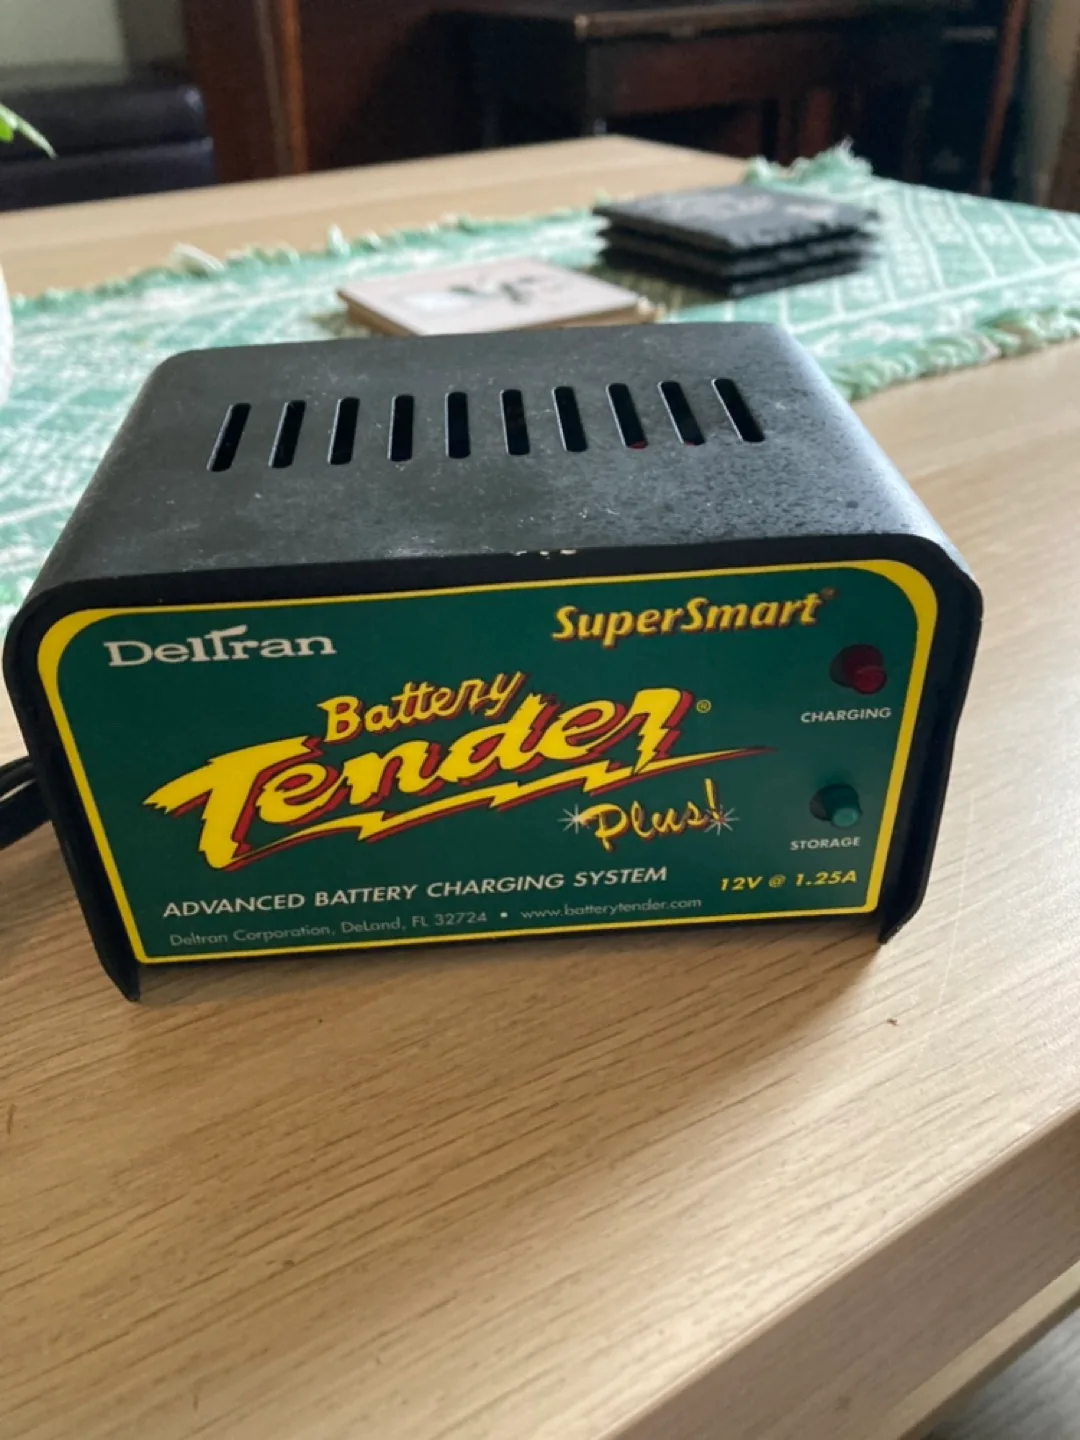 DelTran
SuperSmart®
Battery
Tender®
Plus!
CHARGING
STORAGE
ADVANCED BATTERY CHARGING SYSTEM
12V @ 1.25A
Deltran Corporation, DeLand, FL 32724 • www.batterytender.com